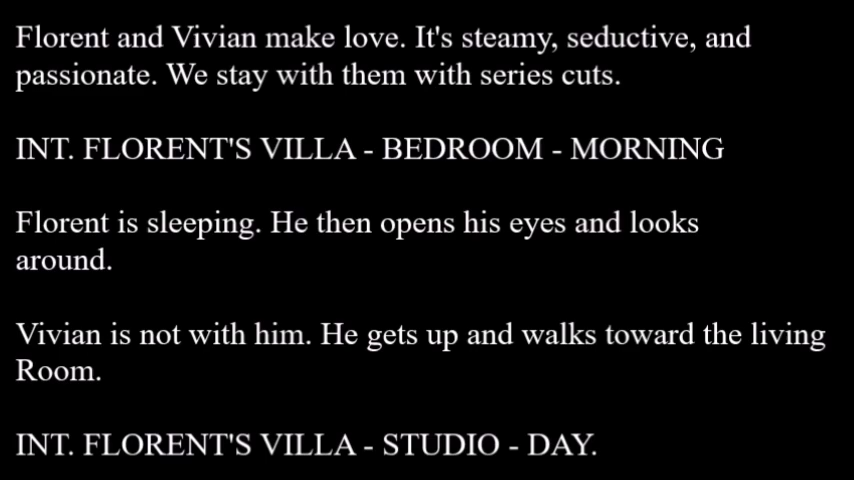 Florent and Vivian make love. It's steamy, seductive, and
passionate. We stay with them with series cuts.
INT. FLORENT'S VILLA - BEDROOM - MORNING
Florent is sleeping. He then opens his eyes and looks
around.
Vivian is not with him. He gets up and walks toward the living
Room.
INT. FLORENT'S VILLA - STUDIO - DAY.